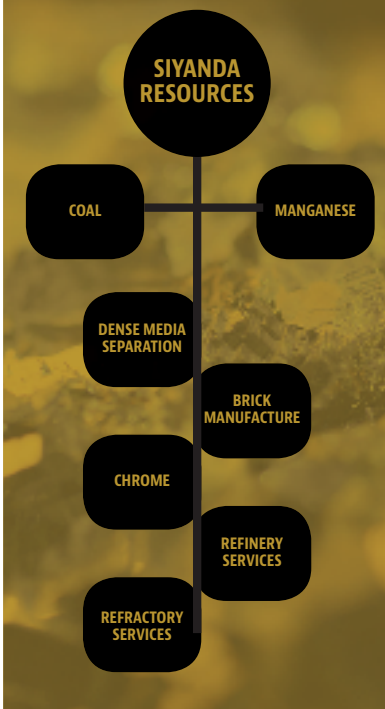 SIYANDA
RESOURCES
COAL
MANGANESE
DENSE MEDIA
SEPARATION
BRICK
MANUFACTURE
CHROME
REFINERY
SERVICES
REFRACTORY
SERVICES